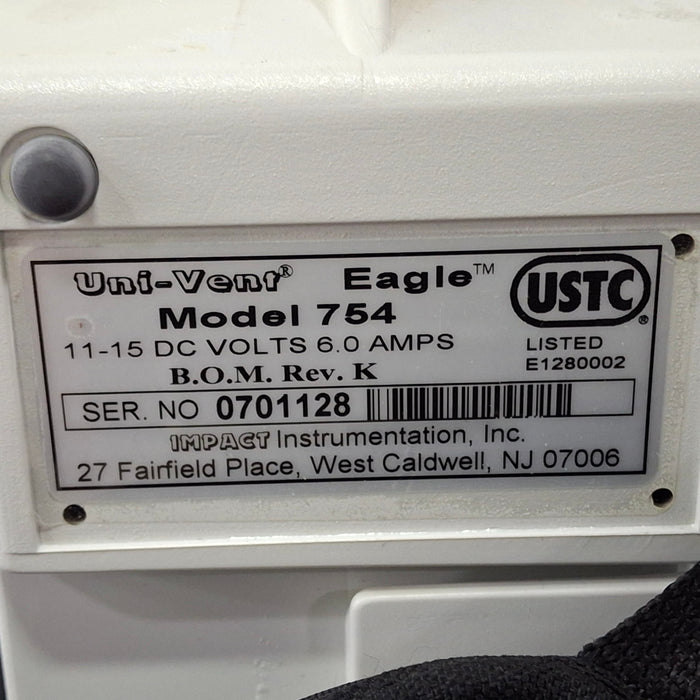 Uni-Vent® Eagle™
Model 754
11-15 DC VOLTS 6.0 AMPS
B.O.M. Rev. K
USTC®
LISTED
E1280002
SER. NO 0701128
IMPACT Instrumentation, Inc.
27 Fairfield Place, West Caldwell, NJ 07006